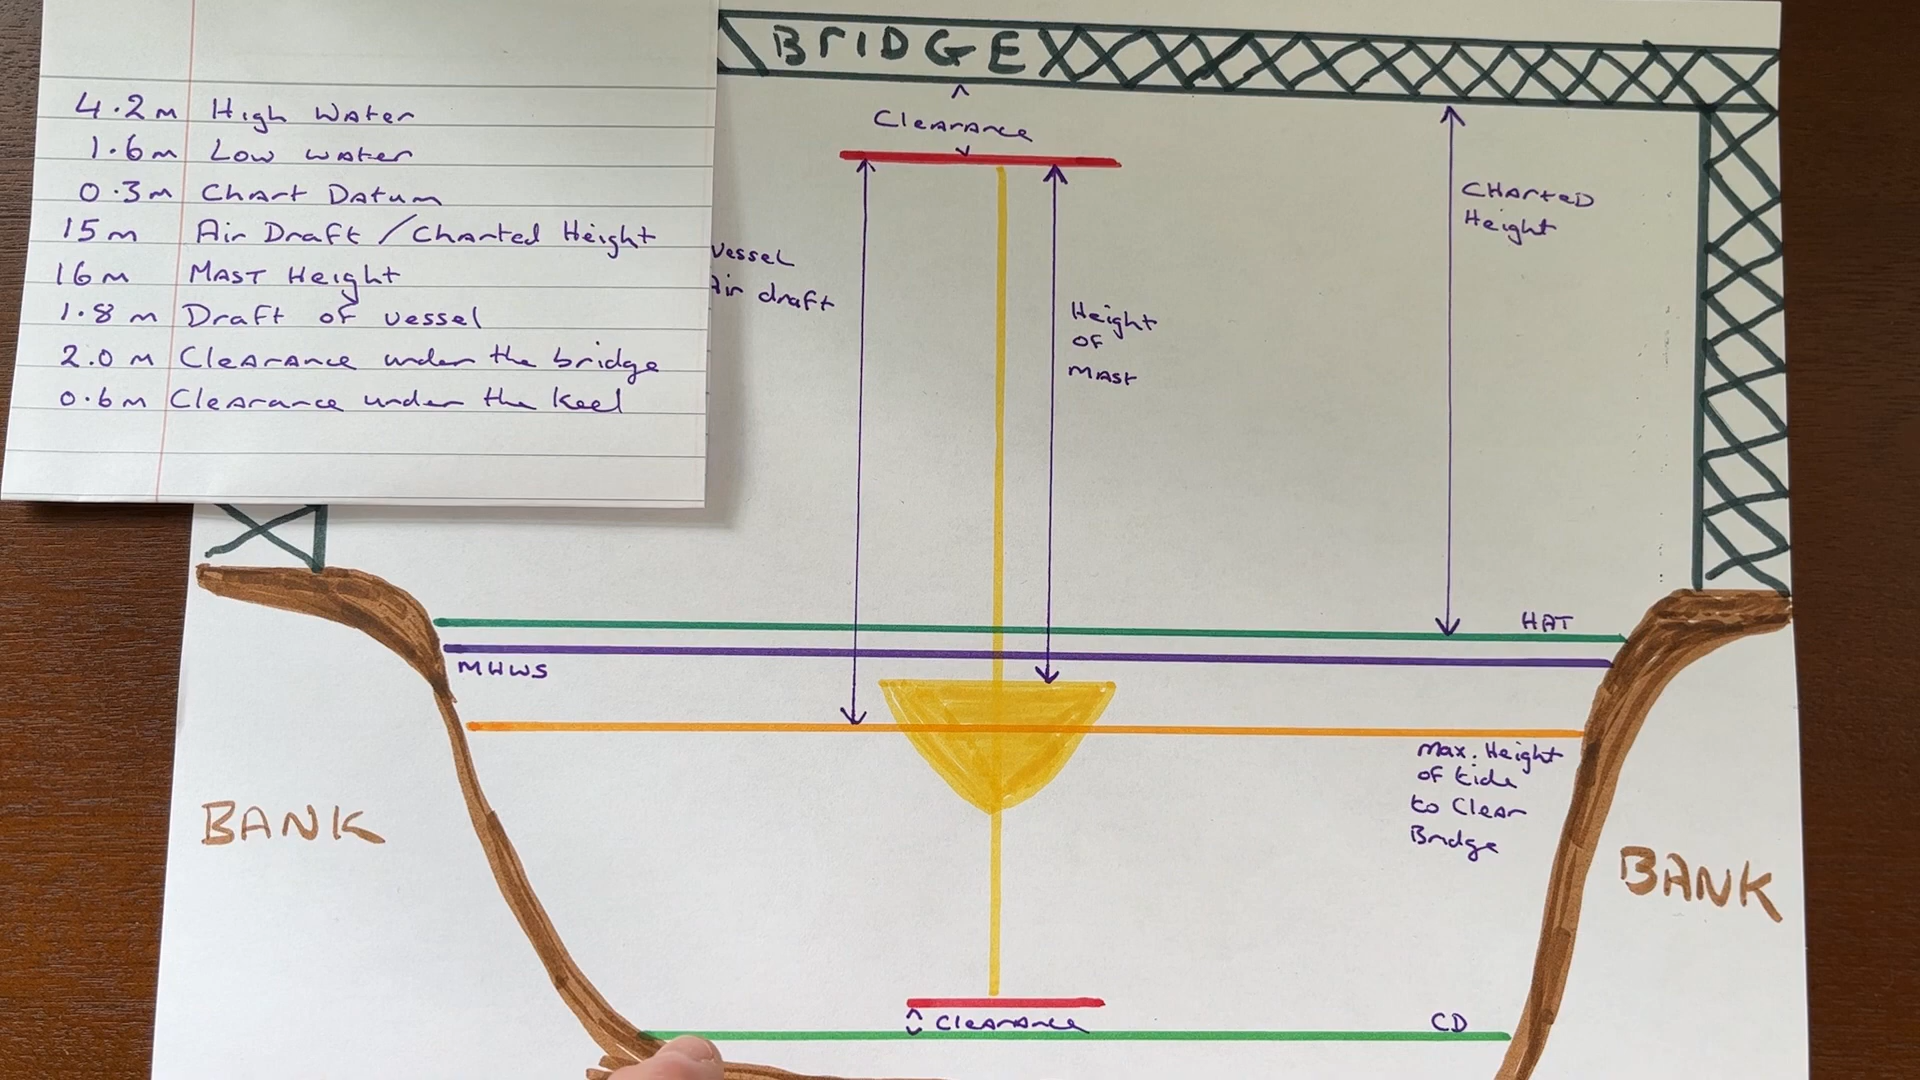 BRIDGE
4.2m High Water
1.6m Low water
0.3m Chart Datum
15m Air Draft / Charted Height
16m MAST Height
1.8m Draft of vessel
2.0m Clearance under the bridge
0.6m Clearance under the keel
Clearance
CHArteD
Height
Vessel
Air draft
Height
OF
MAST
HAT
MHWS
Max. Height
of tide
to Clear
Bridge
BANK
BANK
Clearance
CD